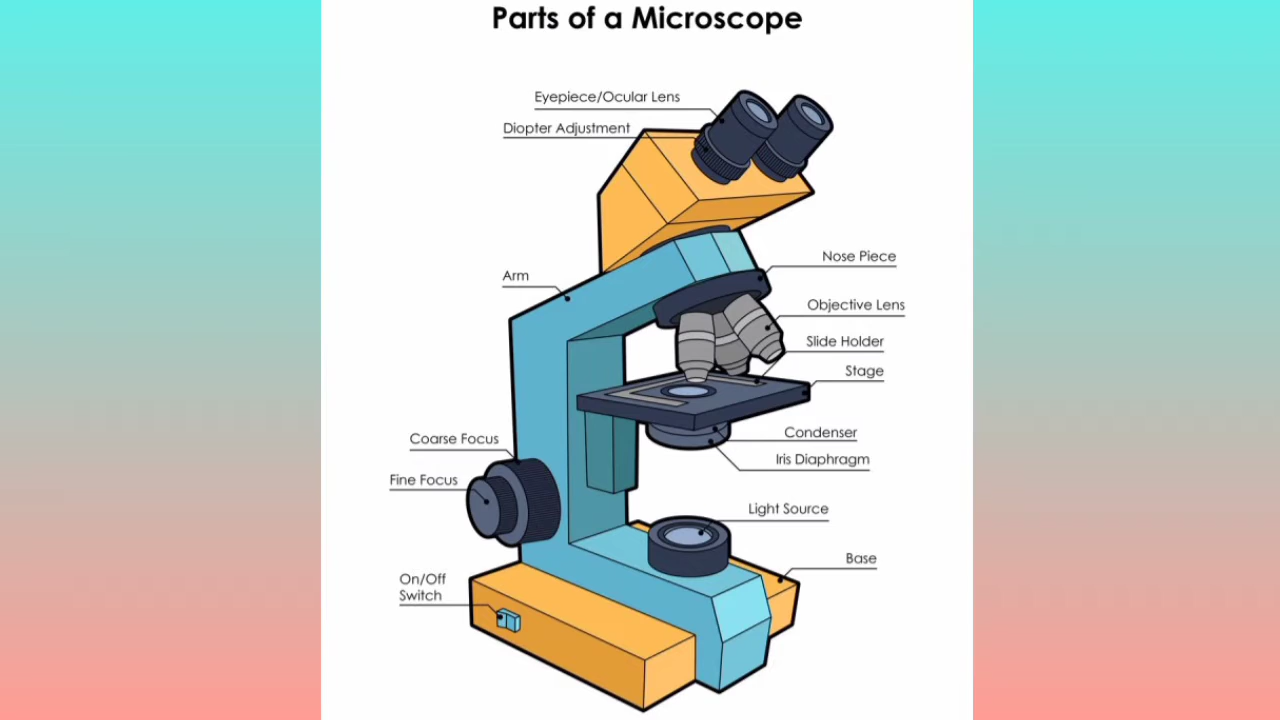 Parts of a Microscope
Eyepiece/Ocular Lens
Diopter Adjustment
Nose Piece
Arm
Objective Lens
Slide Holder
Stage
Condenser
Coarse Focus
Iris Diaphragm
Fine Focus
Light Source
Base
On/Off
Switch